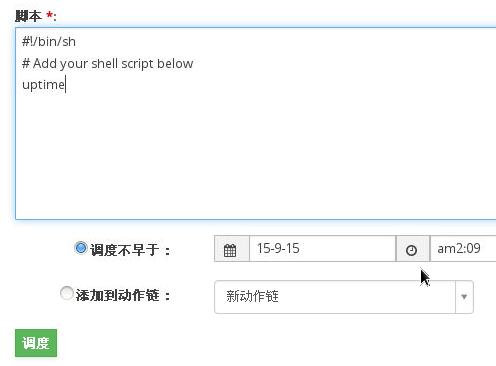 脚本 *:
#!/bin/sh
# Add your shell script below
uptime
调度不早于： 15-9-15 am2:09
添加到动作链： 新动作链
调度